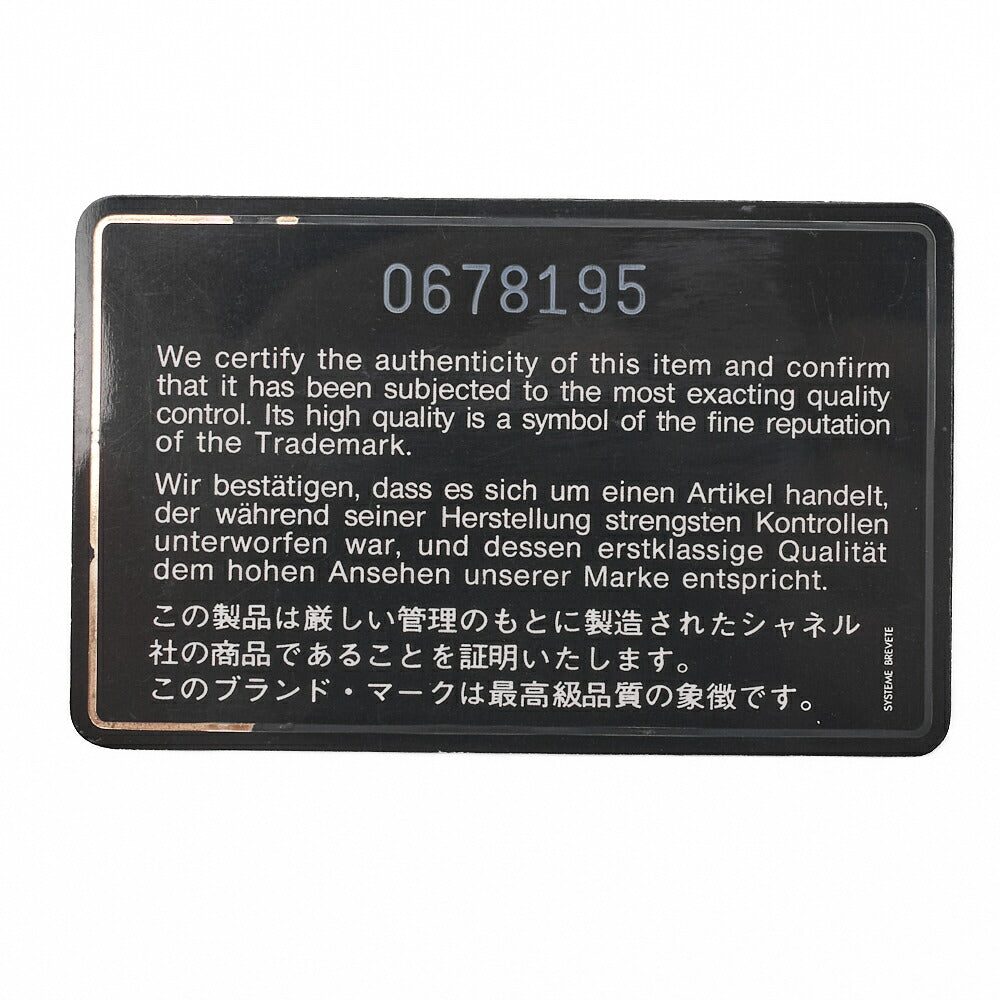 0678195
We certify the authenticity of this item and confirm
that it has been subjected to the most exacting quality
control. Its high quality is a symbol of the fine reputation
of the Trademark.
Wir bestätigen, dass es sich um einen Artikel handelt,
der während seiner Herstellung strengsten Kontrollen
unterworfen war, und dessen erstklassige Qualität
dem hohen Ansehen unserer Marke entspricht.
この製品は厳しい管理のもとに製造されたシャネル
社の商品であることを証明いたします。
このブランド・マークは最高級品質の象徴です。
SYSTEME BREVETE